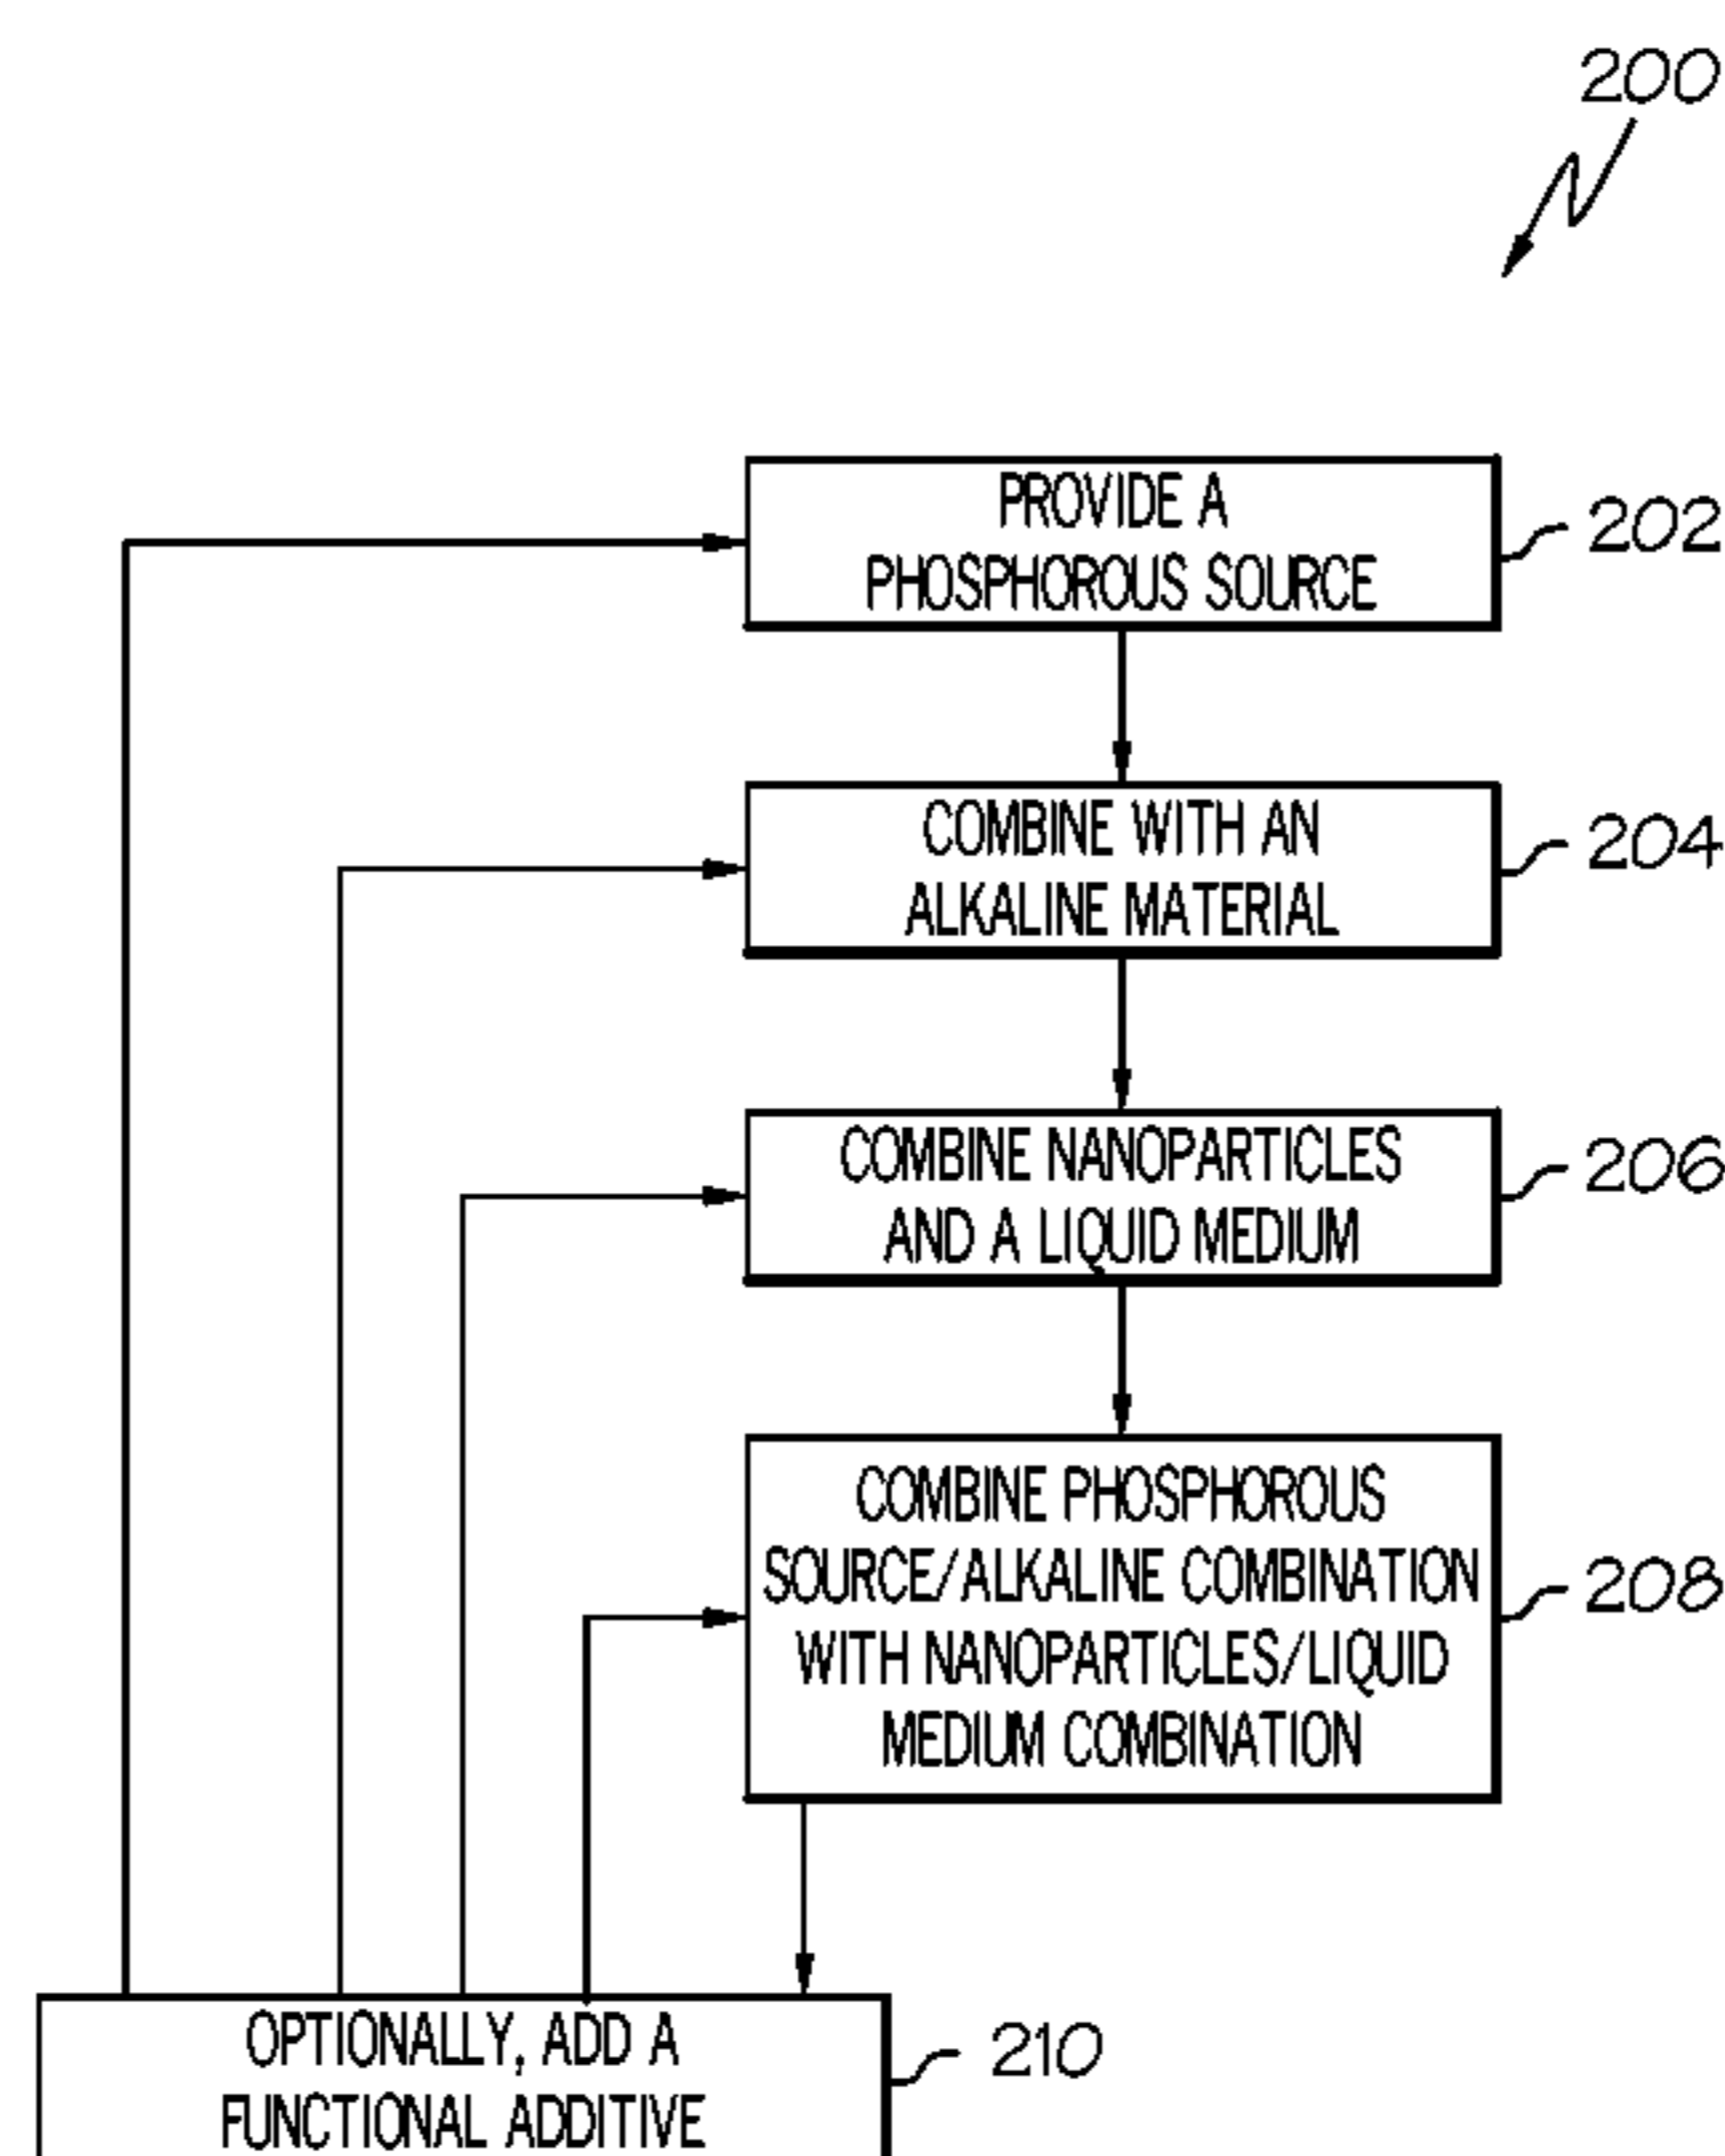 200
PROVIDE A
PHOSPHOROUS SOURCE
202
COMBINE WITH AN
ALKALINE MATERIAL
204
COMBINE NANOPARTICLES
AND A LIQUID MEDIUM
206
COMBINE PHOSPHOROUS
SOURCE/ALKALINE COMBINATION
WITH NANOPARTICLES/LIQUID
MEDIUM COMBINATION
208
OPTIONALLY, ADD A
FUNCTIONAL ADDITIVE
210